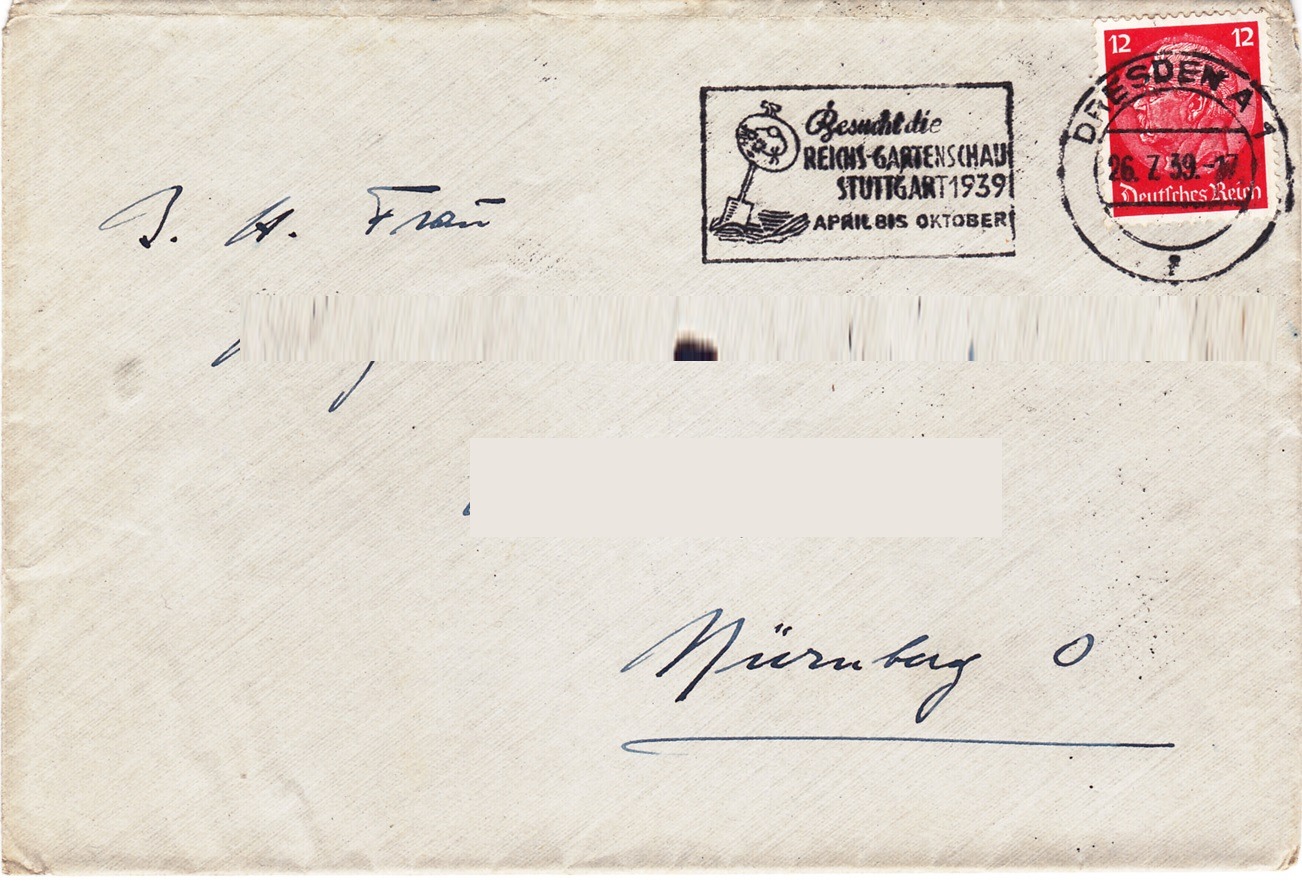 12 12
DRESDEN A 1
26. 7. 39.-17
Deutsches Reich
Besucht die
REICHS-GARTENSCHAU
STUTTGART 1939
APRIL BIS OKTOBER
Frau
Nürnberg O